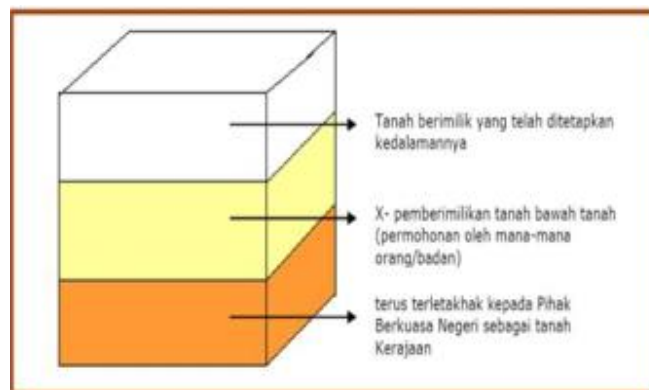 Tanah berimilik yang telah ditetapkan
kedalamannya
X- pemberimilikan tanah bawah tanah
(permohonan oleh mana-mana
orang/badan)
terus terletakhak kepada Pihak
Berkuasa Negeri sebagai tanah
Kerajaan